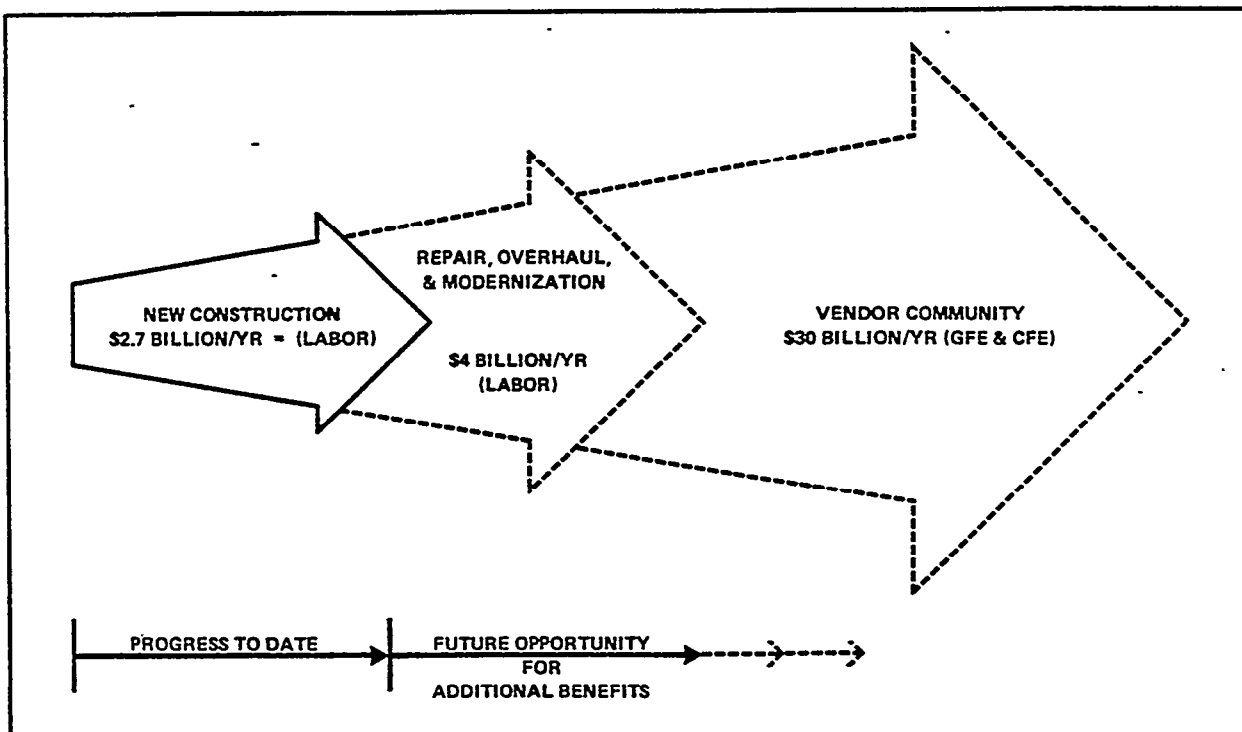 NEW CONSTRUCTION
$2.7 BILLION/YR = (LABOR)
REPAIR, OVERHAUL,
& MODERNIZATION
$4 BILLION/YR
(LABOR)
VENDOR COMMUNITY
$30 BILLION/YR (GFE & CFE)
PROGRESS TO DATE
FUTURE OPPORTUNITY
FOR
ADDITIONAL BENEFITS